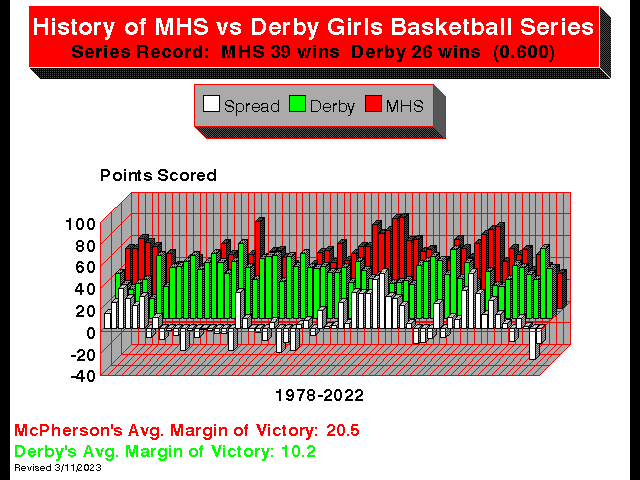 History of MHS vs Derby Girls Basketball Series
Series Record: MHS 39 wins Derby 26 wins (0.600)
Spread Derby MHS
Points Scored
100
80
60
40
20
0
-20
-40
1978-2022
McPherson's Avg. Margin of Victory: 20.5
Derby's Avg. Margin of Victory: 10.2
Revised 3/11/2023